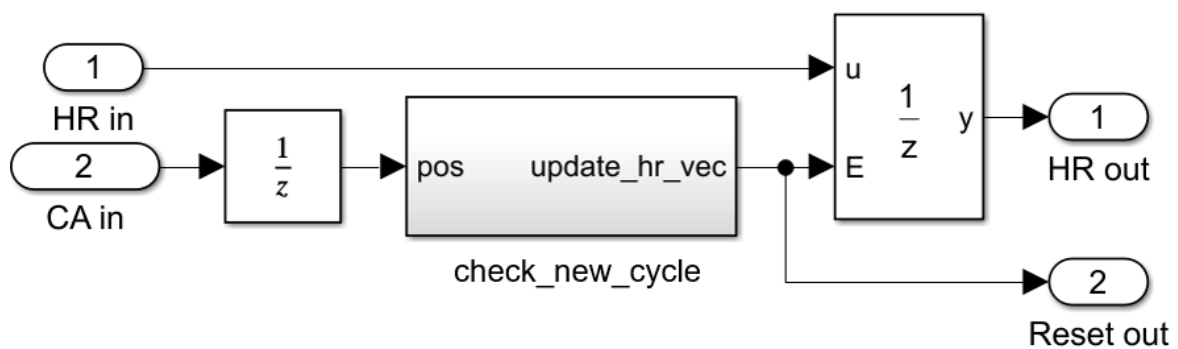 1
HR in
2
CA in
1
z
pos
update_hr_vec
check_new_cycle
u
E
1
z
y
1
HR out
2
Reset out